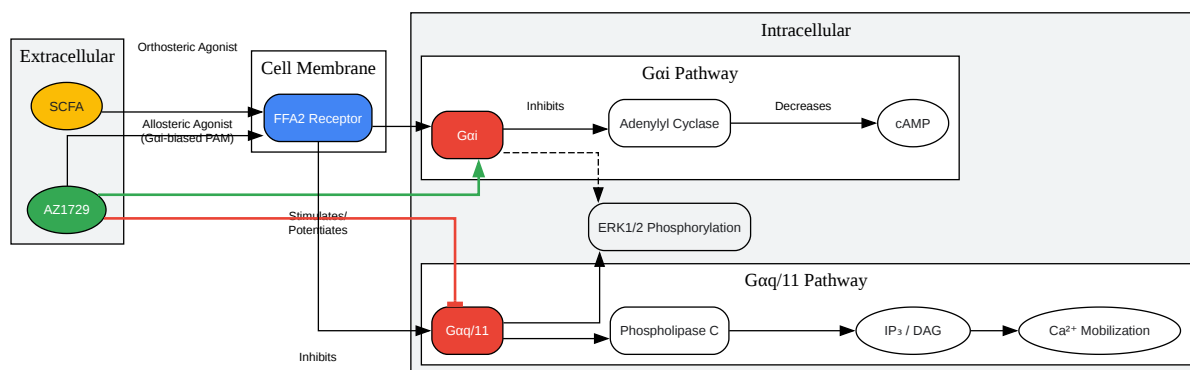 Intracellular
Extracellular
Orthosteric Agonist
Cell Membrane
Gαi Pathway
SCFA
FFA2 Receptor
Allosteric Agonist
(Gαi-biased PAM)
Gαi
Inhibits
Adenylyl Cyclase
Decreases
cAMP
AZ1729
Stimulates/
Potentiates
ERK1/2 Phosphorylation
Gαq/11 Pathway
Gαq/11
Phospholipase C
IP₃ / DAG
Ca²⁺ Mobilization
Inhibits